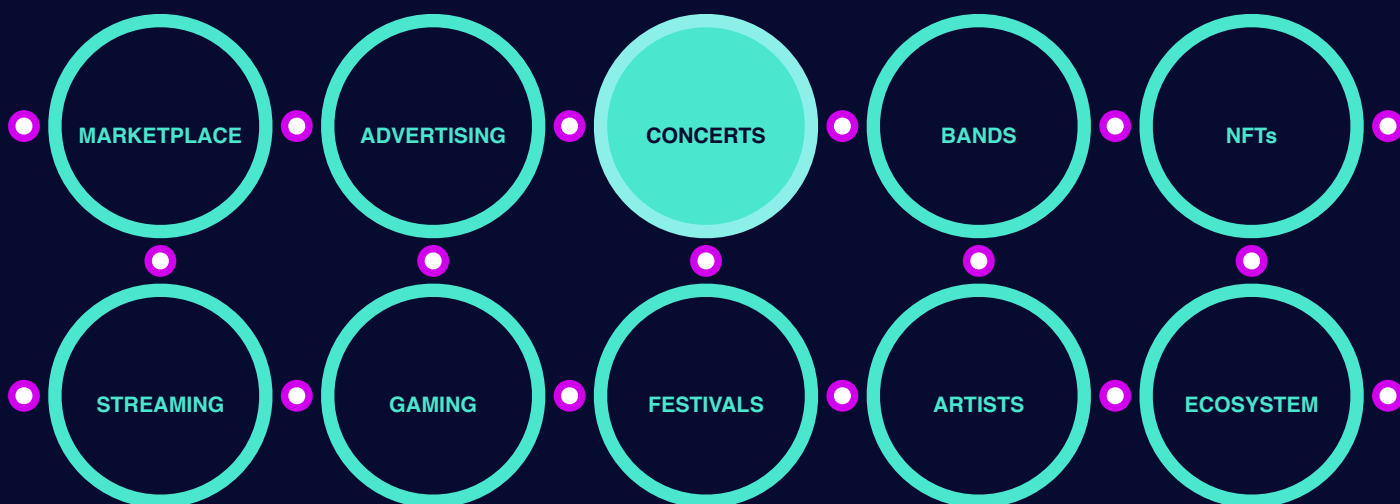 MARKETPLACE
ADVERTISING
CONCERTS
BANDS
NFTs
STREAMING
GAMING
FESTIVALS
ARTISTS
ECOSYSTEM